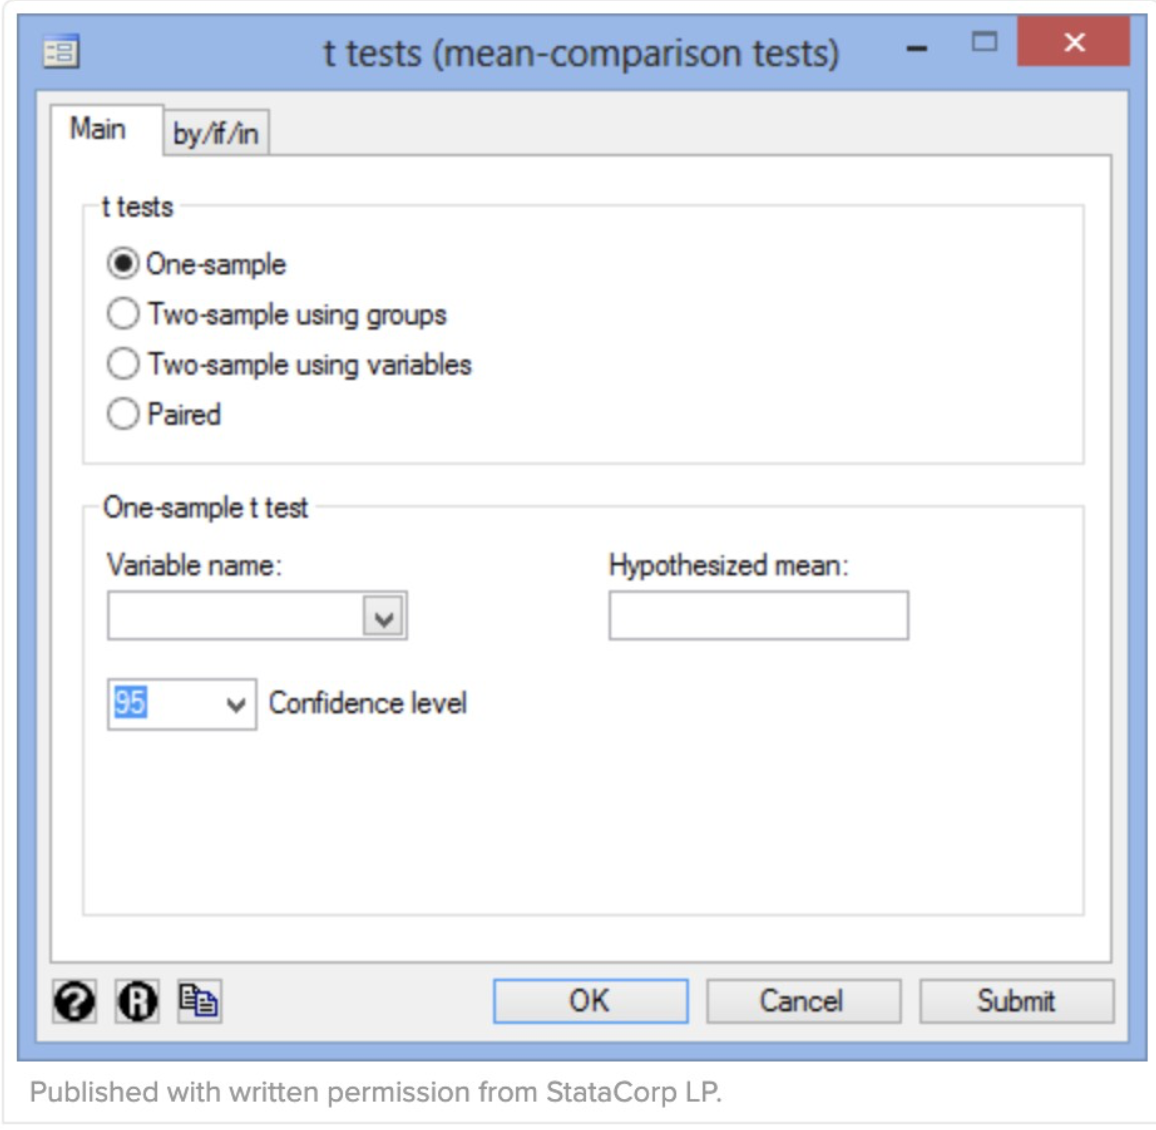 t tests (mean-comparison tests)
Main
by/if/in
t tests
One-sample
Two-sample using groups
Two-sample using variables
Paired
One-sample t test
Variable name:
Hypothesized mean:
95
Confidence level
?
R
OK
Cancel
Submit
Published with written permission from StataCorp LP.